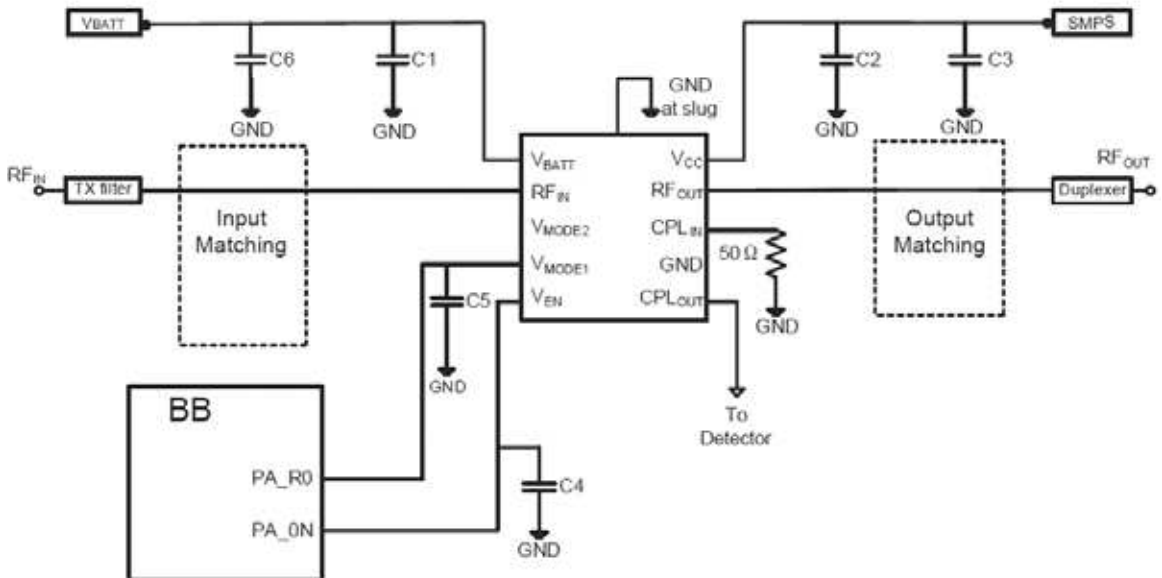 VBATT
SMPS
C6
C1
C2
C3
GND
at slug
GND
GND
GND
GND
RFIN
TX filter
Input
Matching
VBATT
RFIN
VMODE2
VMODE1
VEN
VCC
RFOUT
CPLIN
GND
CPLOUT
50 Ω
GND
Output
Matching
RFOUT
Duplexer
C5
GND
To
Detector
BB
PA_R0
PA_0N
C4
GND